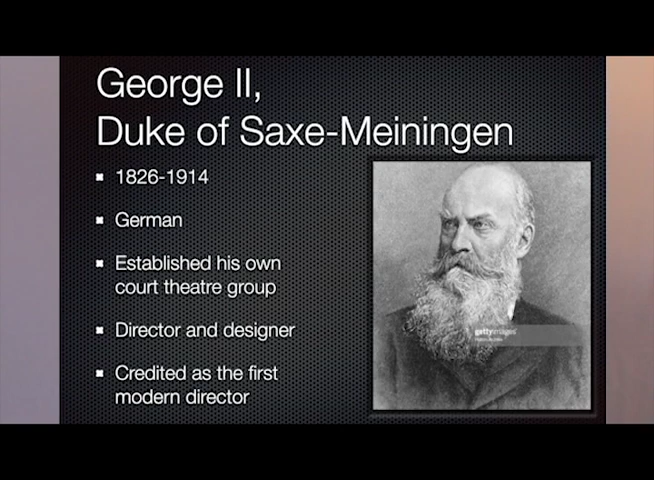 George II,
Duke of Saxe-Meiningen
1826-1914
German
Established his own
court theatre group
Director and designer
Credited as the first
modern director
gettyimages